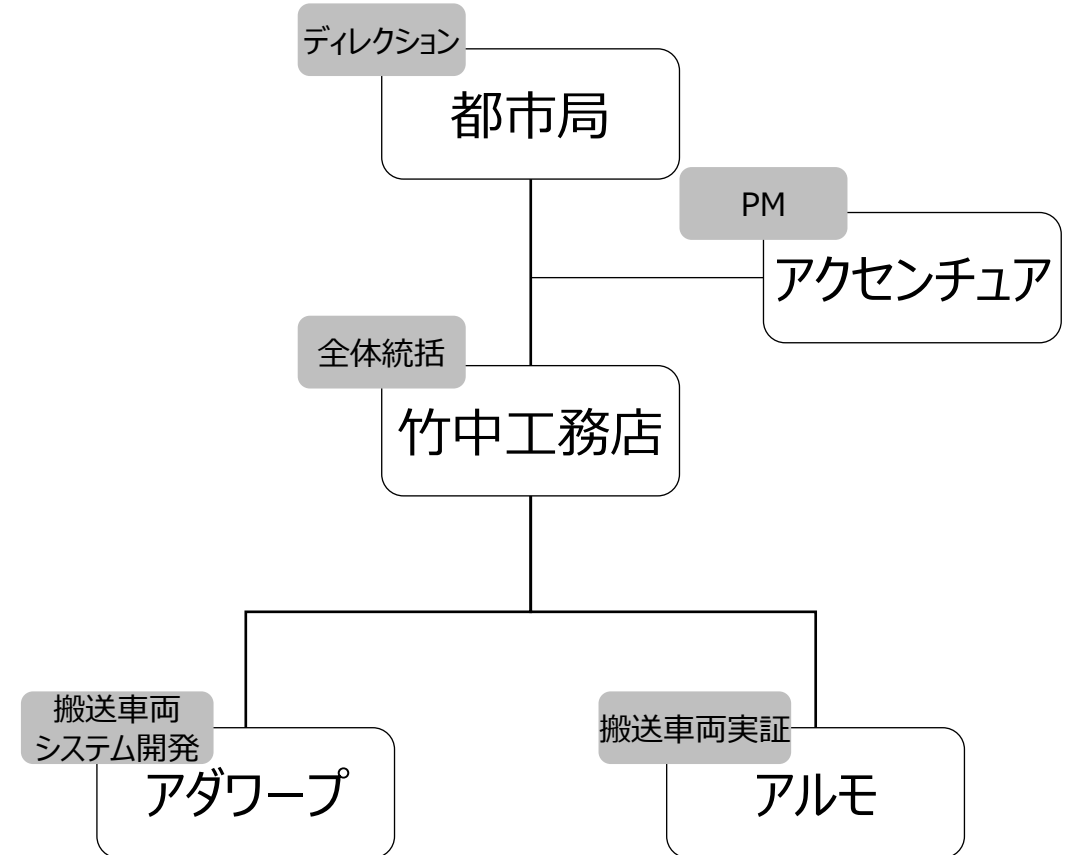 ディレクション
都市局
PM
アクセンチュア
全体統括
竹中工務店
搬送車両
システム開発
アダワープ
搬送車両実証
アルモ